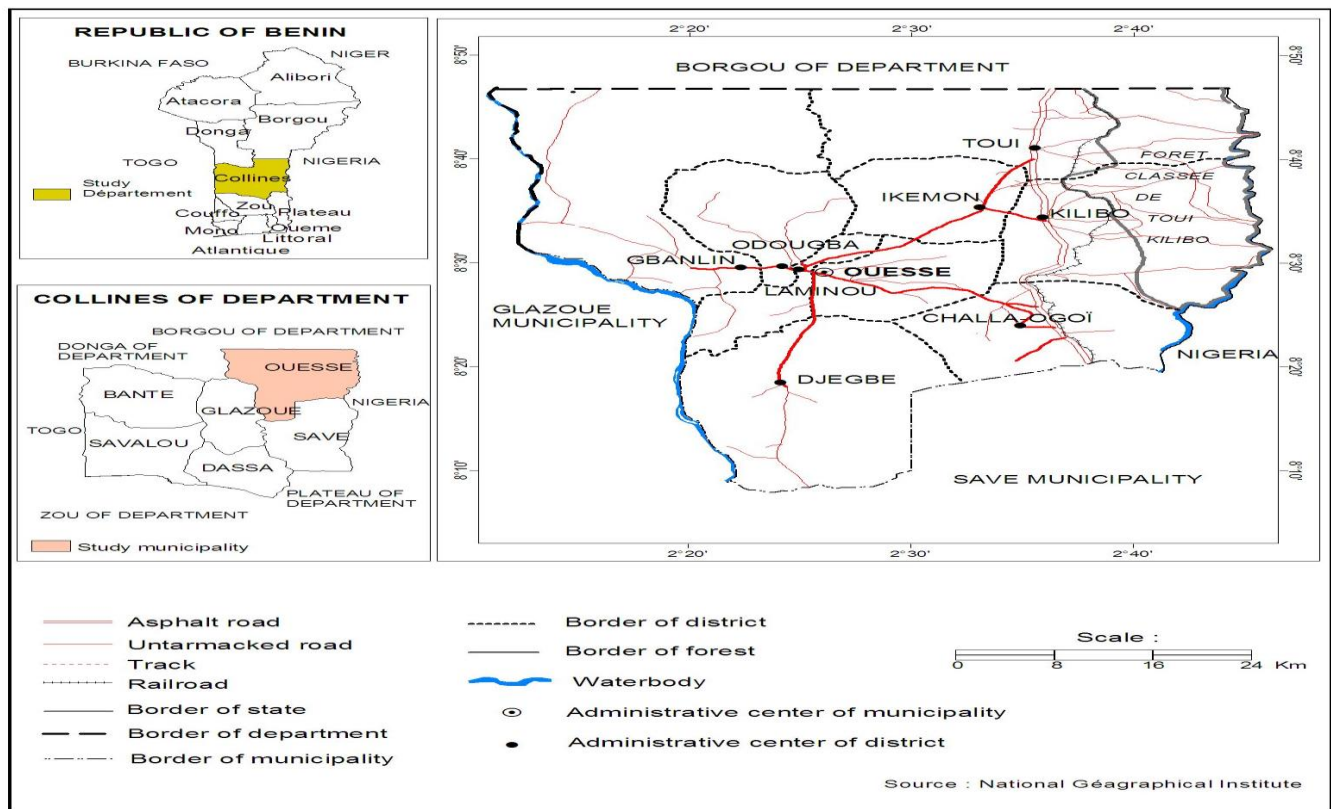 REPUBLIC OF BENIN
NIGER
BURKINA FASO
Alibori
Atacora
Borgou
Donga
TOGO
NIGERIA
Collines
Study
Département
Zou
Couffo
Plateau
Mono
Oueme
Littoral
Atlantique
COLLINES OF DEPARTMENT
BORGOU OF DEPARTMENT
DONGA OF
DEPARTMENT
OUESSE
BANTE
GLAZOUE
NIGERIA
TOGO
SAVALOU
SAVE
DASSA
PLATEAU OF
DEPARTMENT
ZOU OF DEPARTMENT
Study municipality
2°20'
2°30'
2°40'
8°50'
8°50'
BORGOU OF DEPARTMENT
TOUI
8°40'
8°40'
FORET
CLASSEE
DE
TOUI
KILIBO
IKEMON
KILIBO
ODOUGBA
GBANLIN
8°30'
8°30'
OUESSE
LAMINOU
GLAZOUE
MUNICIPALITY
CHALLA-OGOÏ
NIGERIA
8°20'
8°20'
DJEGBE
8°10'
8°10'
SAVE MUNICIPALITY
2°20'
2°30'
2°40'
Asphalt road
Untarmacked road
Track
Railroad
Border of state
Border of department
Border of municipality
Border of district
Border of forest
Waterbody
Administrative center of municipality
Administrative center of district
Scale :
0 8 16 24 Km
Source : National Géagraphical Institute